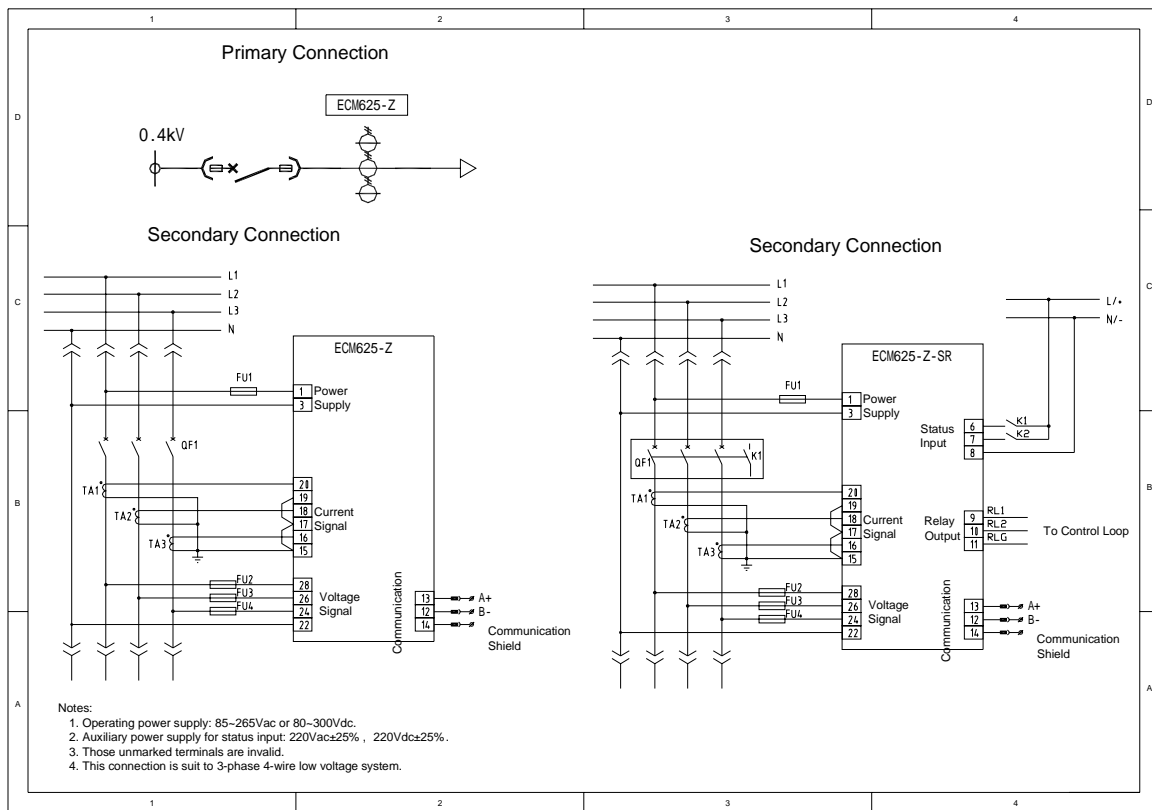 1 2 3 4
D D
C C
B B
A A
1 2 3 4
Primary Connection
ECM625-Z
0.4kV
Secondary Connection
L1
L2
L3
N
ECM625-Z
FU1
1 Power
3 Supply
QF1
TA1
TA2
TA3
20
19
18 Current
17 Signal
16
15
FU2
FU3
FU4
28
26 Voltage
24 Signal
22
Communication
13 A+
12 B-
14 Communication
Shield
Secondary Connection
L1
L2
L3
N
L/+
N/-
ECM625-Z-SR
FU1
1 Power
3 Supply
Status
Input
6 K1
7 K2
8
QF1
K1
TA1
TA2
TA3
20
19
18 Current
17 Signal
16
15
Relay
Output
9 RL1
10 RL2
11 RLG
To Control Loop
FU2
FU3
FU4
28
26 Voltage
24 Signal
22
Communication
13 A+
12 B-
14 Communication
Shield
Notes:
1. Operating power supply: 85~265Vac or 80~300Vdc.
2. Auxiliary power supply for status input: 220Vac±25% , 220Vdc±25%.
3. Those unmarked terminals are invalid.
4. This connection is suit to 3-phase 4-wire low voltage system.